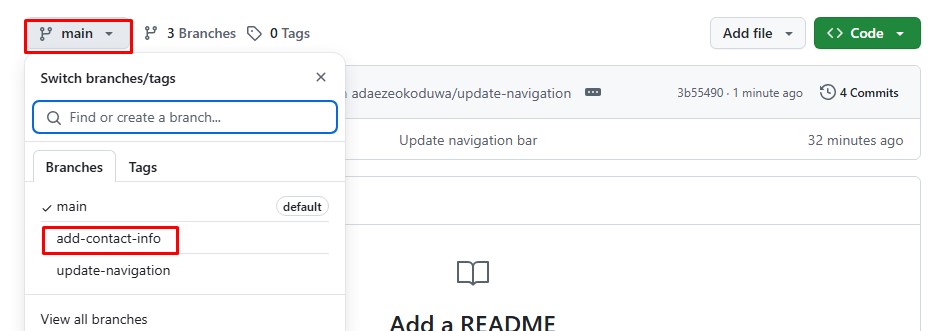 main 3 Branches 0 Tags Add file Code
Switch branches/tags
adaezeokoduwa/update-navigation 3b55490 · 1 minute ago 4 Commits
Find or create a branch...
Update navigation bar 32 minutes ago
Branches Tags
main default
add-contact-info
update-navigation
View all branches
Add a README